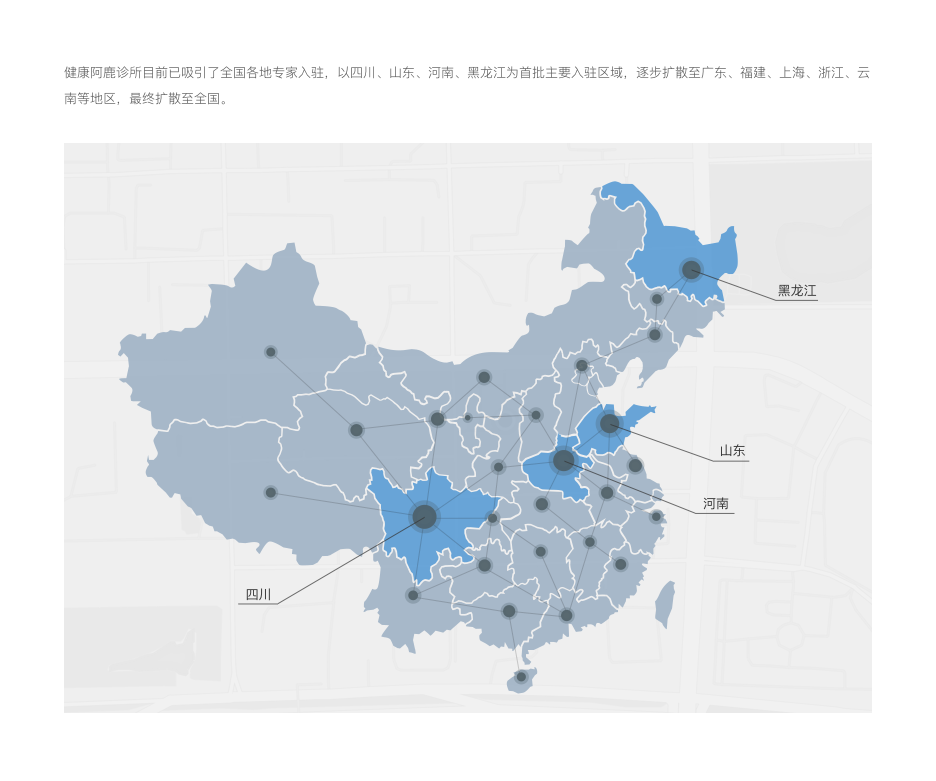 健康阿鹿诊所目前已吸引了全国各地专家入驻，以四川、山东、河南、黑龙江为首批主要入驻区域，逐步扩散至广东、福建、上海、浙江、云
南等地区，最终扩散至全国。
黑龙江
山东
河南
四川